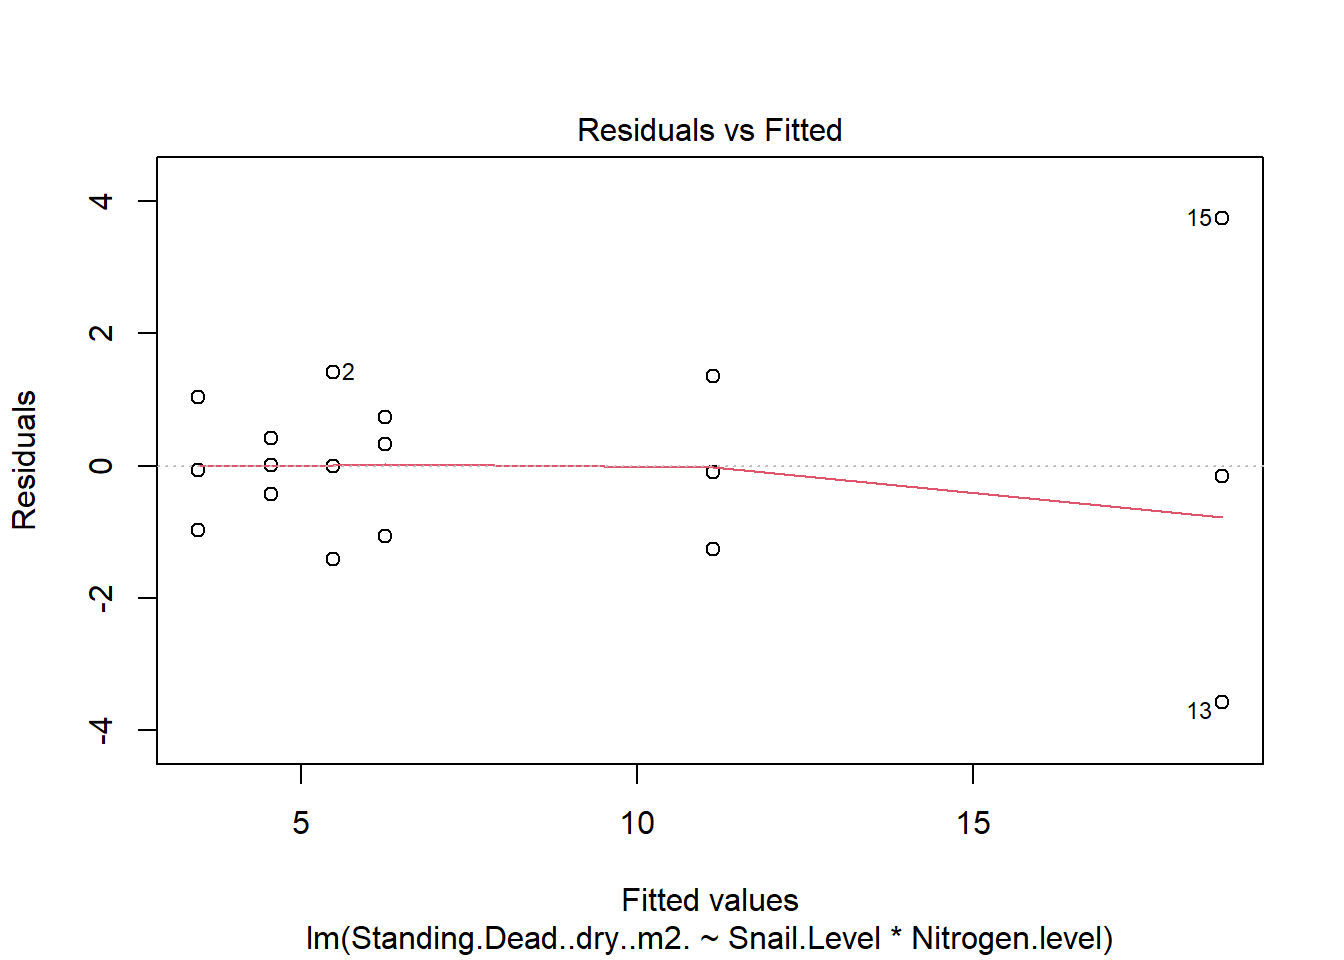 Residuals vs Fitted
Residuals
4
2
0
-2
-4
15
2
13
5
10
15
Fitted values
lm(Standing.Dead..dry..m2. ~ Snail.Level * Nitrogen.level)